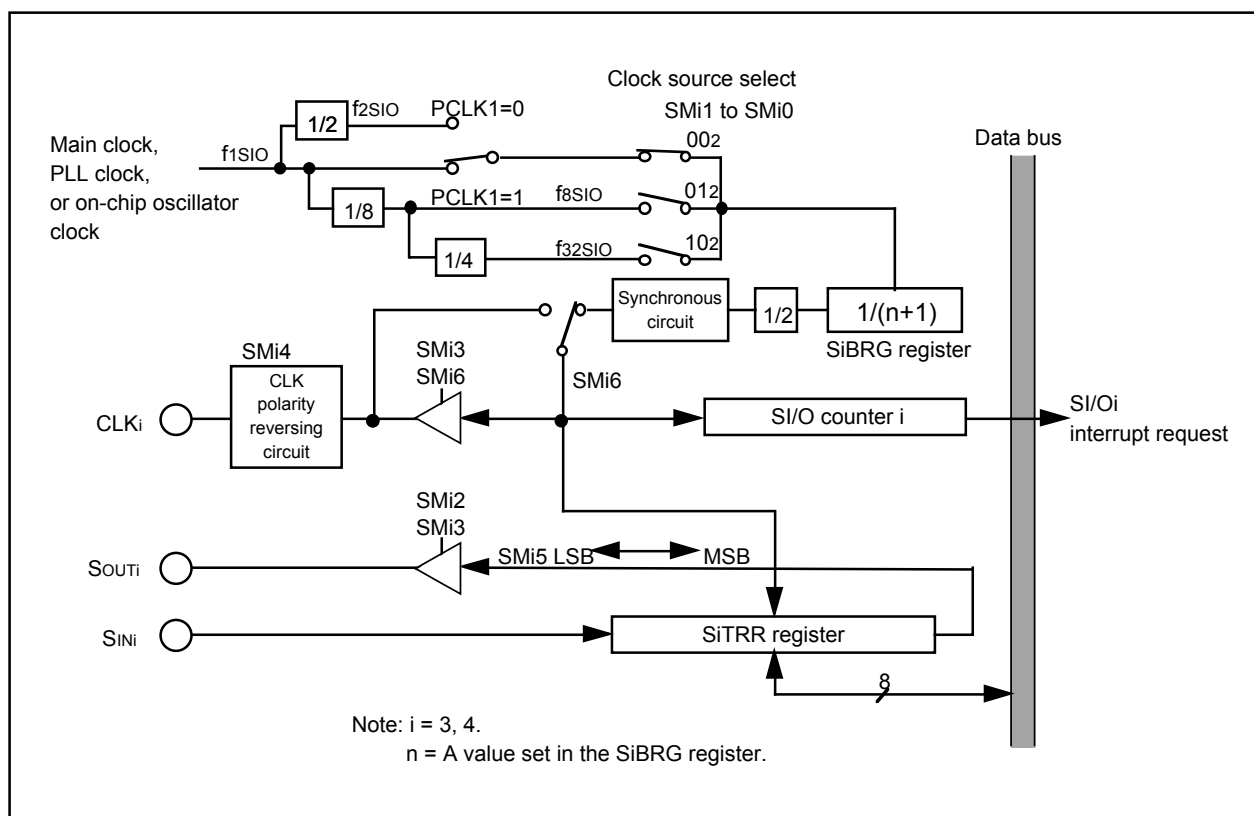 Clock source select
SMi1 to SMi0
Main clock,
PLL clock,
or on-chip oscillator
clock
f1SIO
1/2
f2SIO
PCLK1=0
002
1/8
PCLK1=1
f8SIO
012
1/4
f32SIO
102
Data bus
Synchronous
circuit
1/2
1/(n+1)
SiBRG register
SMi6
SMi4
CLK
polarity
reversing
circuit
CLKi
SMi3
SMi6
SI/O counter i
SI/Oi
interrupt request
SMi2
SMi3
SOUTi
SMi5 LSB
MSB
SINi
SiTRR register
8
Note: i = 3, 4.
n = A value set in the SiBRG register.